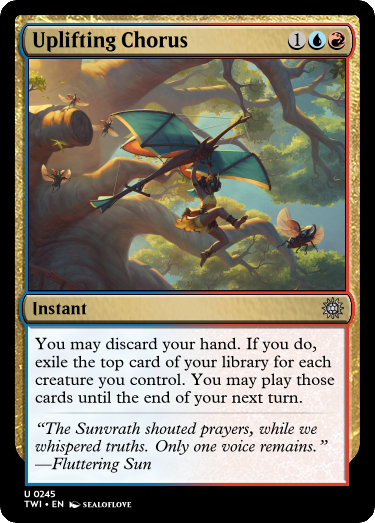 Uplifting Chorus 1
Instant
You may discard your hand. If you do,
exile the top card of your library for each
creature you control. You may play those
cards until the end of your next turn.
“The Sunvrath shouted prayers, while we
whispered truths. Only one voice remains.”
—Fluttering Sun
U 0245
TWI • EN SEALOFLOVE